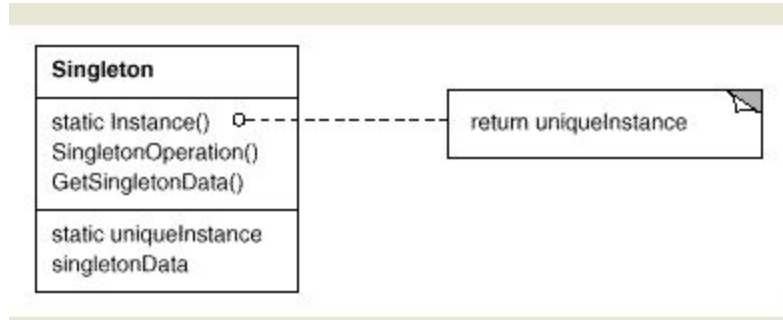 Singleton
static Instance()
SingletonOperation()
GetSingletonData()
static uniqueInstance
singletonData
return uniqueInstance